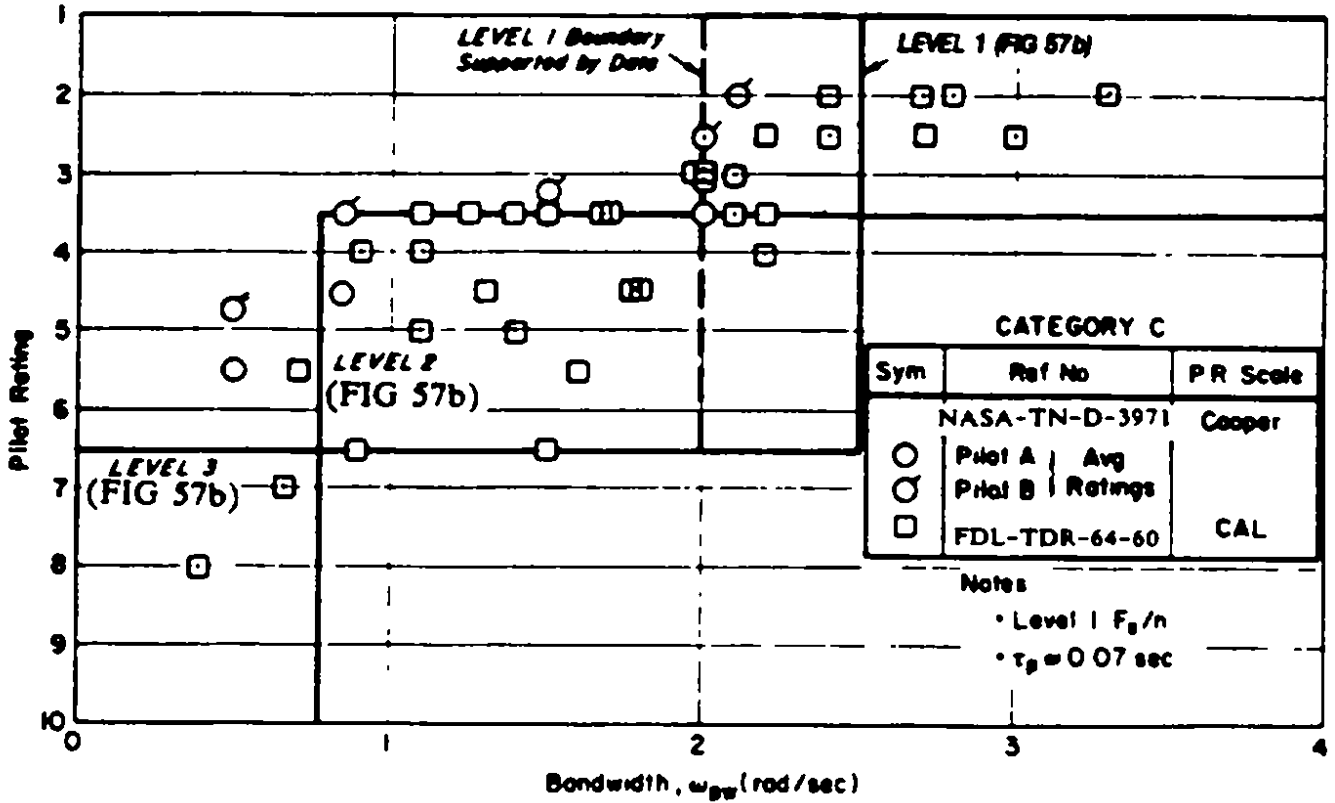 LEVEL 1 Boundary
Supported by Data
LEVEL 1 (FIG 57b)
1
2
3
4
5
6
7
8
9
10
Pilot Rating
LEVEL 2
(FIG 57b)
LEVEL 3
(FIG 57b)
CATEGORY C
Sym Ref No PR Scale
NASA-TN-D-3971 Cooper
Pilot A Avg
Pilot B Ratings
FDL-TDR-64-60 CAL
Notes
• Level 1 Fs/n
• τp ≐ 0.07 sec
0 1 2 3 4
Bandwidth, ωBW (rad/sec)